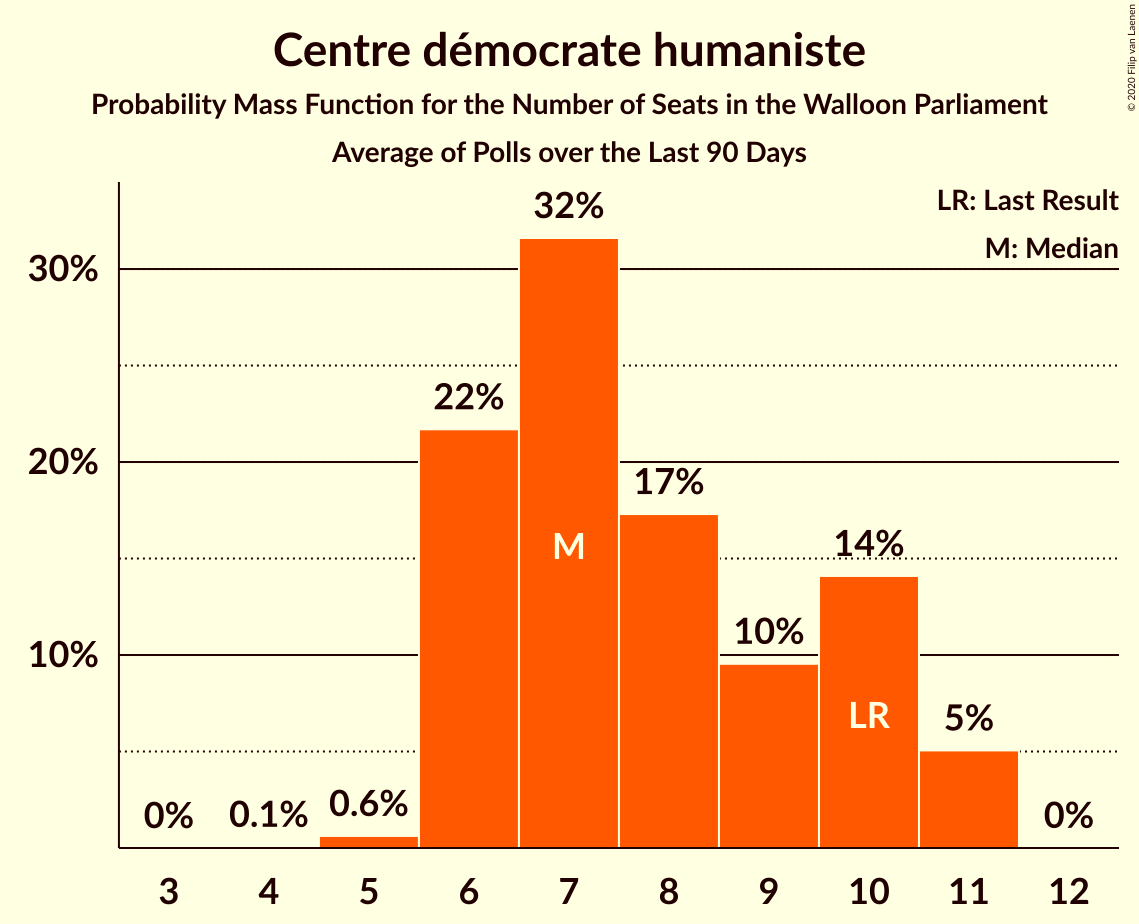 Centre démocrate humaniste
Probability Mass Function for the Number of Seats in the Walloon Parliament
Average of Polls over the Last 90 Days
© 2020 Filip van Laenen
LR: Last Result
M: Median
30%
20%
10%
0%
0.1%
0.6%
22%
32%
17%
10%
14%
5%
0%
M
LR
3 4 5 6 7 8 9 10 11 12